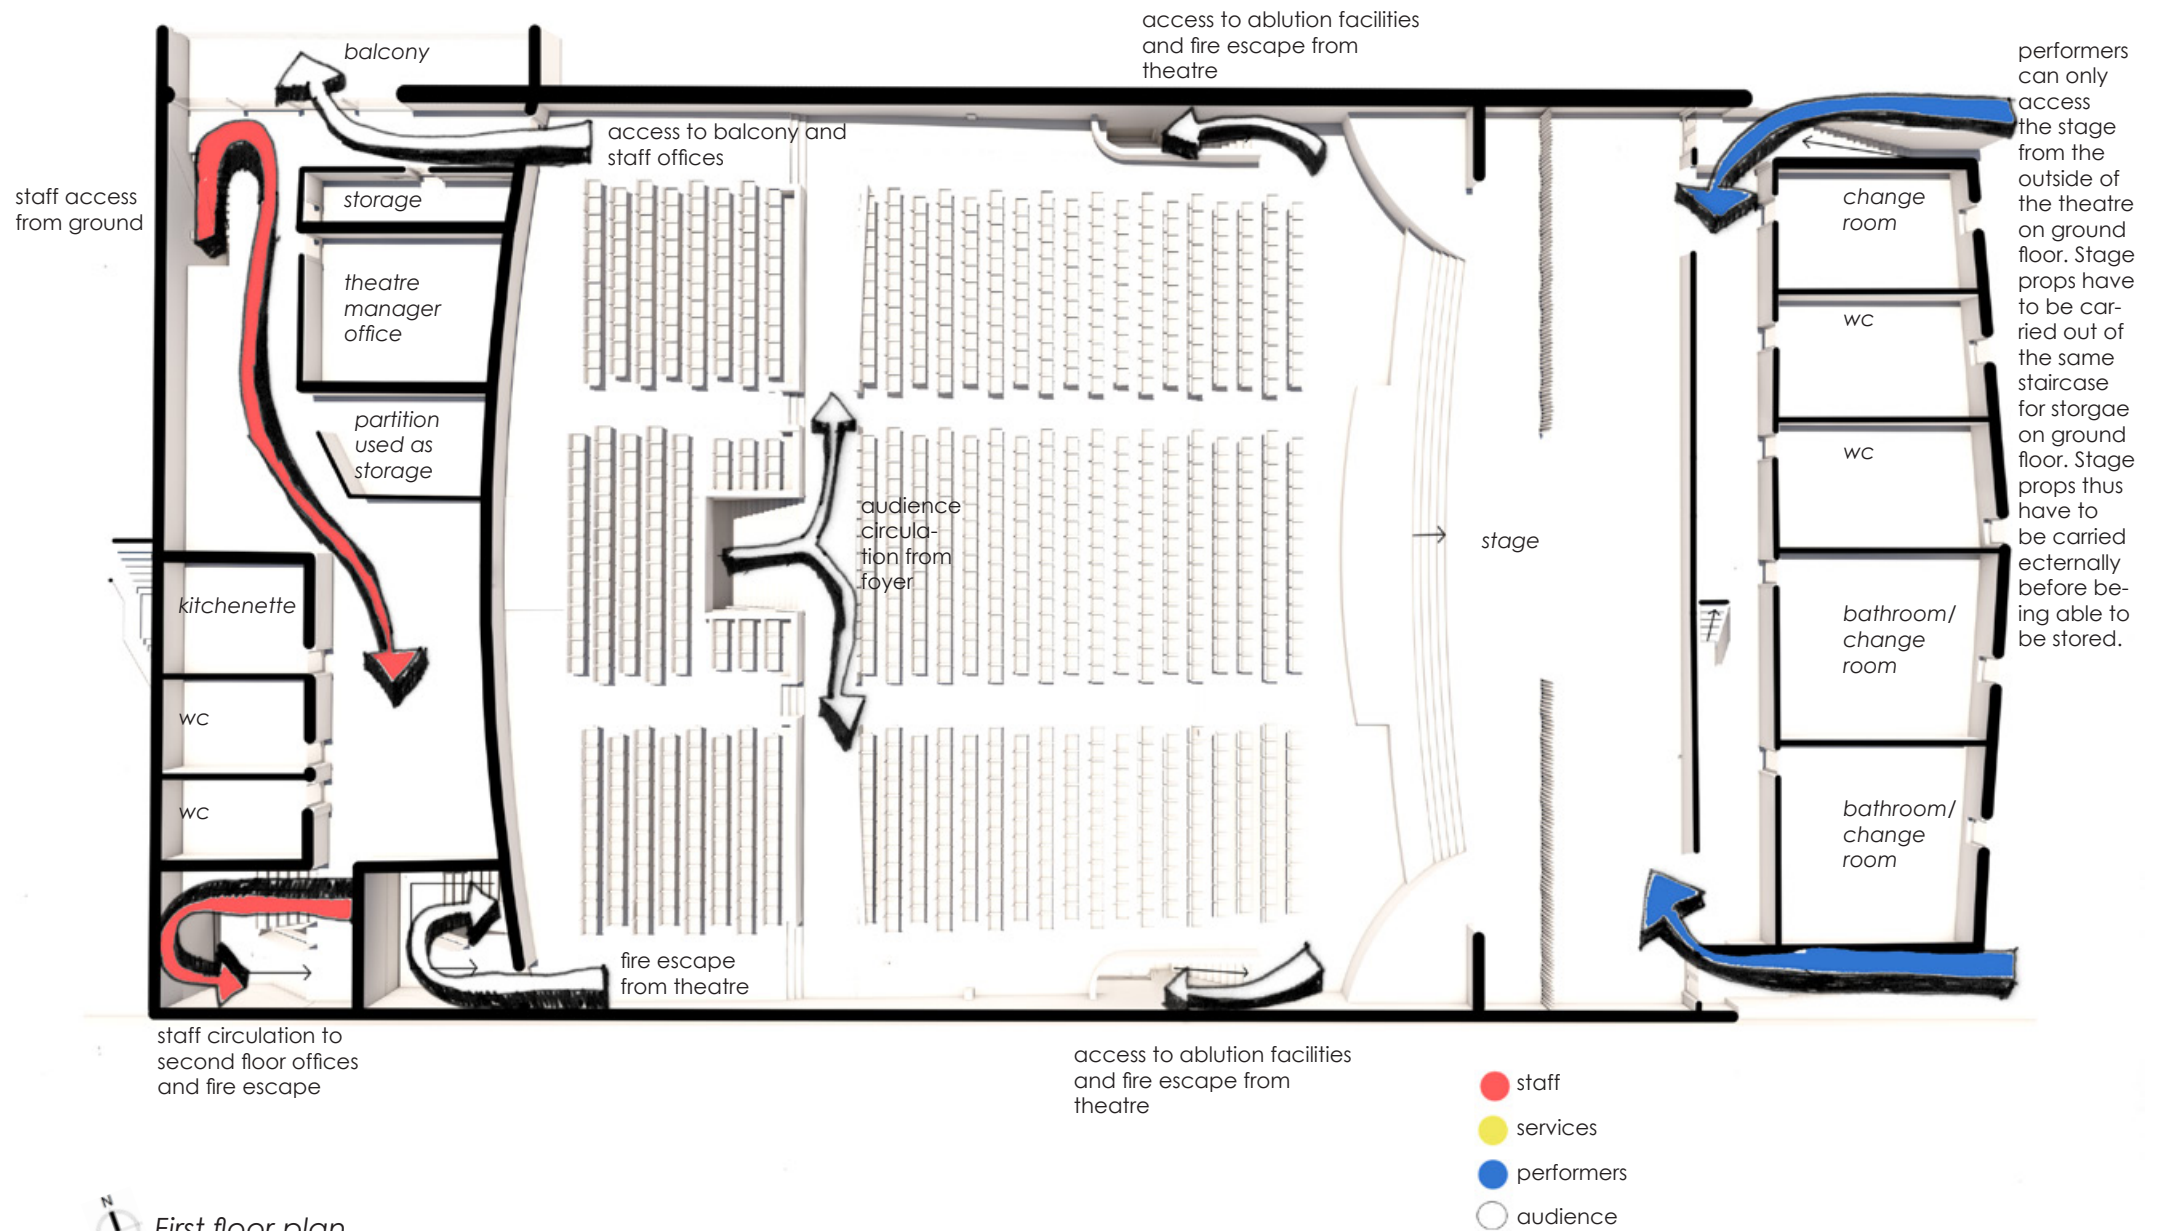 access to ablution facilities
and fire escape from
theatre
balcony
performers
can only
access
the stage
from the
outside of
the theatre
on ground
floor. Stage
props have
to be car-
ried out of
the same
staircase
for storgae
on ground
floor. Stage
props thus
have to
be carried
ecternally
before be-
ing able to
be stored.
access to balcony and
staff offices
staff access
from ground
storage
theatre
manager
office
partition
used as
storage
change
room
wc
wc
audience
circula-
tion from
foyer
stage
kitchenette
bathroom/
change
room
wc
wc
bathroom/
change
room
fire escape
from theatre
staff circulation to
second floor offices
and fire escape
access to ablution facilities
and fire escape from
theatre
staff
services
performers
audience
N
First floor plan